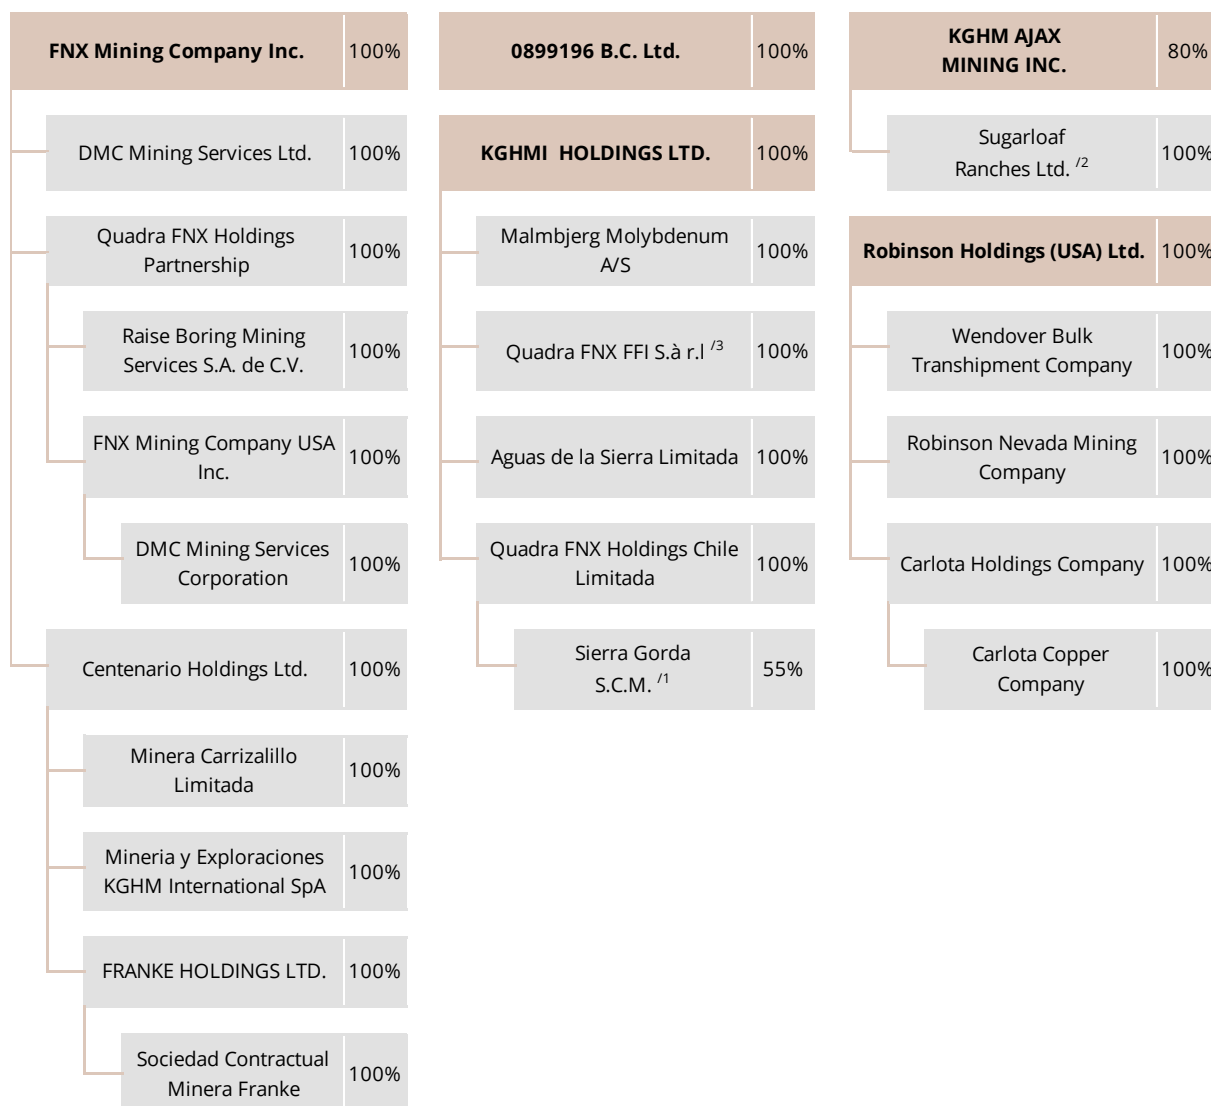 FNX Mining Company Inc. 100%
DMC Mining Services Ltd. 100%
Quadra FNX Holdings
Partnership 100%
Raise Boring Mining
Services S.A. de C.V. 100%
FNX Mining Company USA
Inc. 100%
DMC Mining Services
Corporation 100%
Centenario Holdings Ltd. 100%
Minera Carrizalillo
Limitada 100%
Mineria y Exploraciones
KGHM International SpA 100%
FRANKE HOLDINGS LTD. 100%
Sociedad Contractual
Minera Franke 100%
0899196 B.C. Ltd. 100%
KGHMI HOLDINGS LTD. 100%
Malmbjerg Molybdenum
A/S 100%
Quadra FNX FFI S.à r.l /3 100%
Aguas de la Sierra Limitada 100%
Quadra FNX Holdings Chile
Limitada 100%
Sierra Gorda
S.C.M. /1 55%
KGHM AJAX
MINING INC. 80%
Sugarloaf
Ranches Ltd. /2 100%
Robinson Holdings (USA) Ltd. 100%
Wendover Bulk
Transhipment Company 100%
Robinson Nevada Mining
Company 100%
Carlota Holdings Company 100%
Carlota Copper
Company 100%